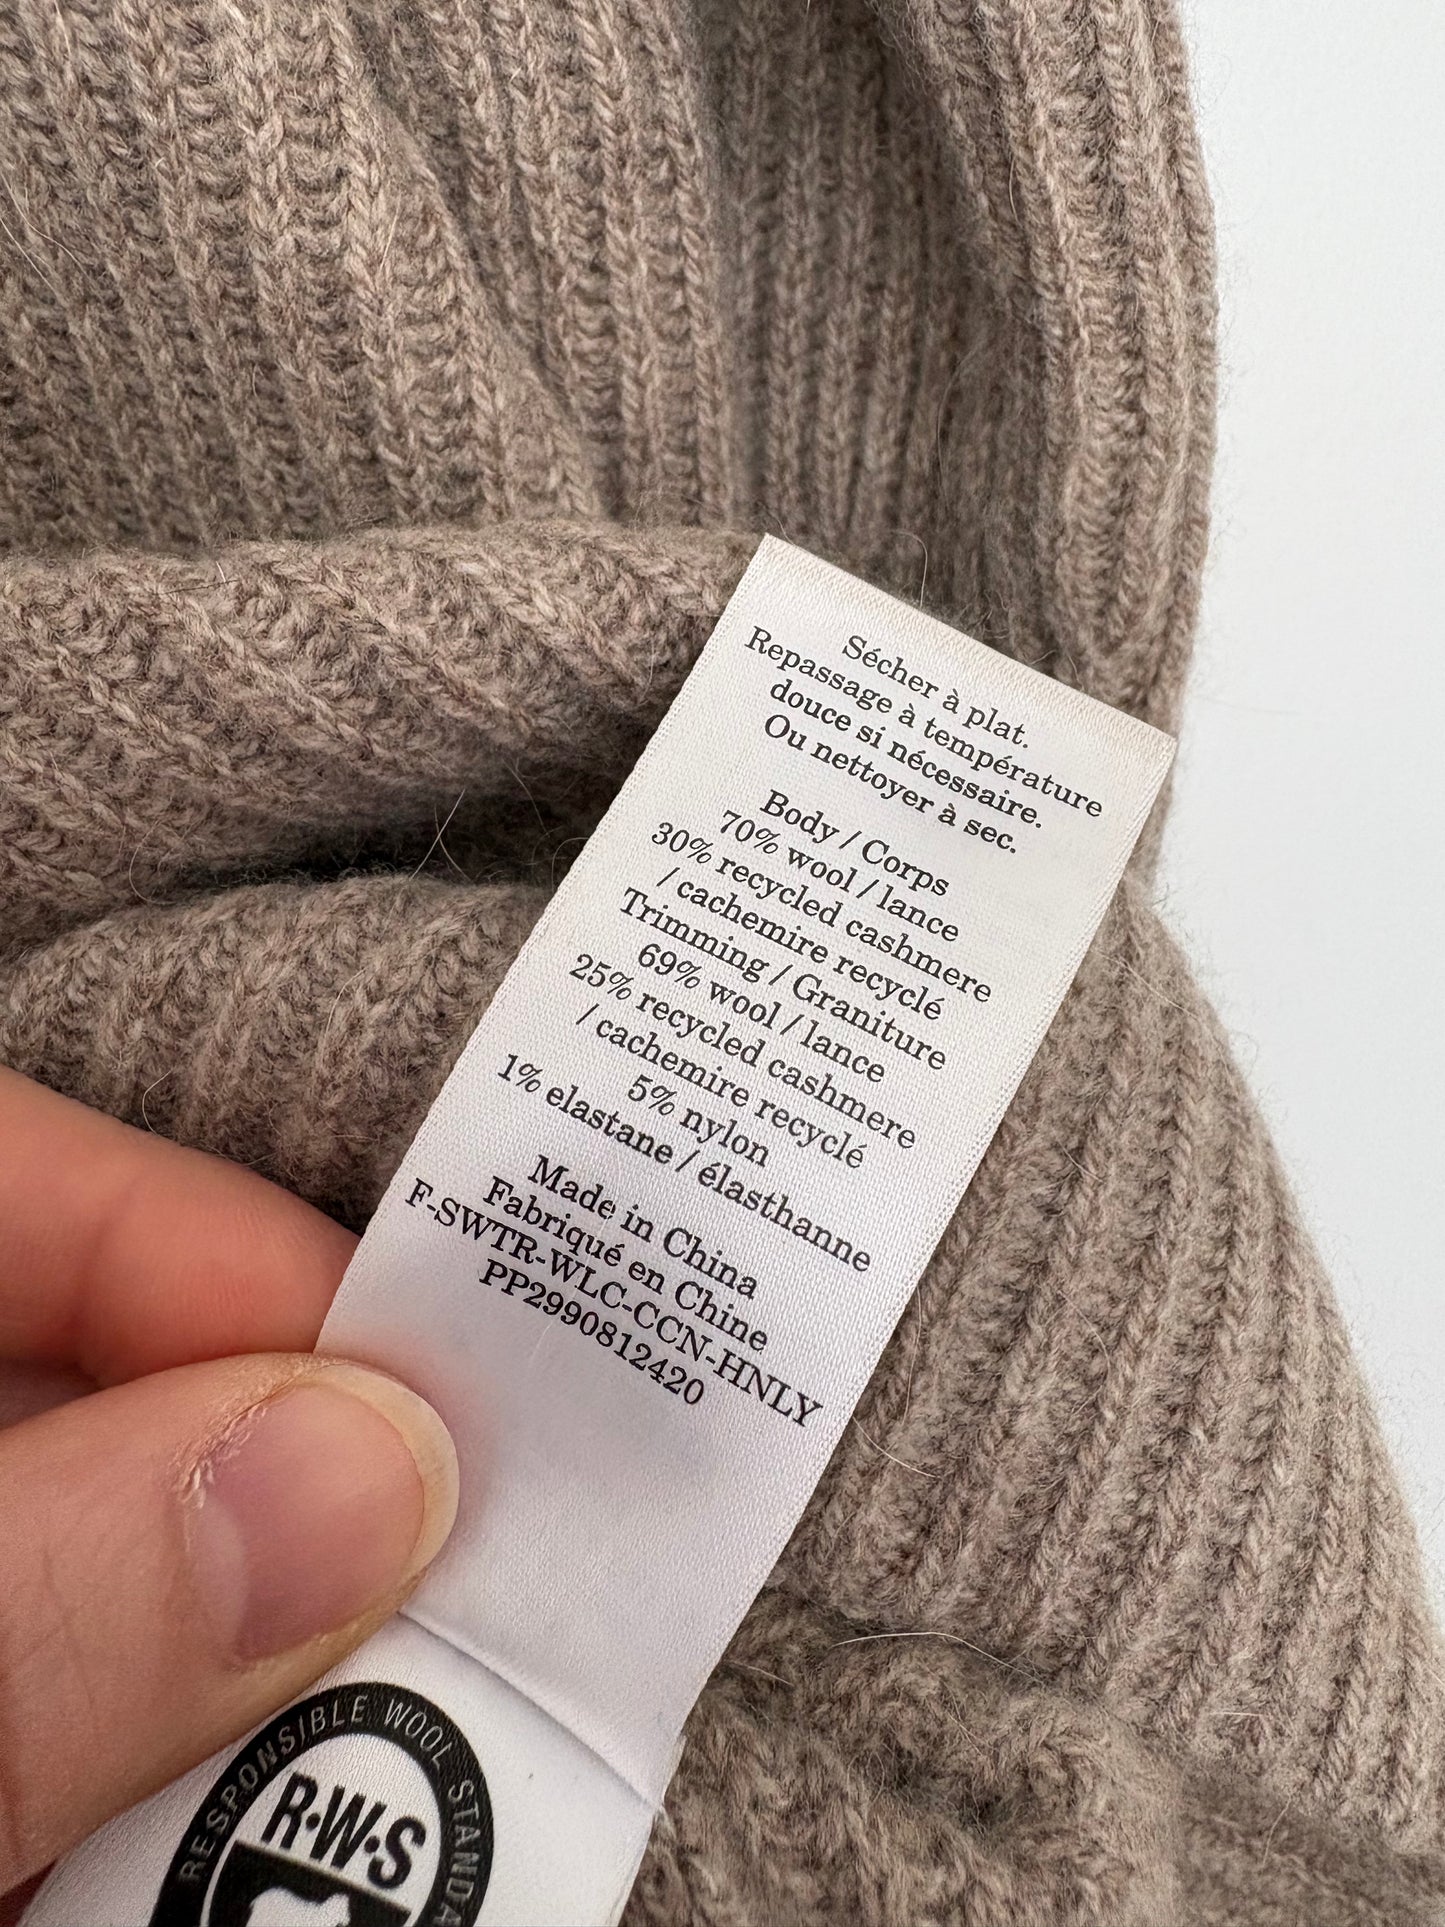 Sécher à plat.
Repassage à température
douce si nécessaire.
Ou nettoyer à sec.
Body / Corps
70% wool / lance
30% recycled cashmere
/ cachemire recyclé
Trimming / Graniture
69% wool / lance
25% recycled cashmere
/ cachemire recyclé
5% nylon
1% elastane / élasthanne
Made in China
Fabriqué en Chine
F-SWTR-WLC-CCN-HNLY
PP2990812420
RESPONSIBLE WOOL STANDA
R·W·S